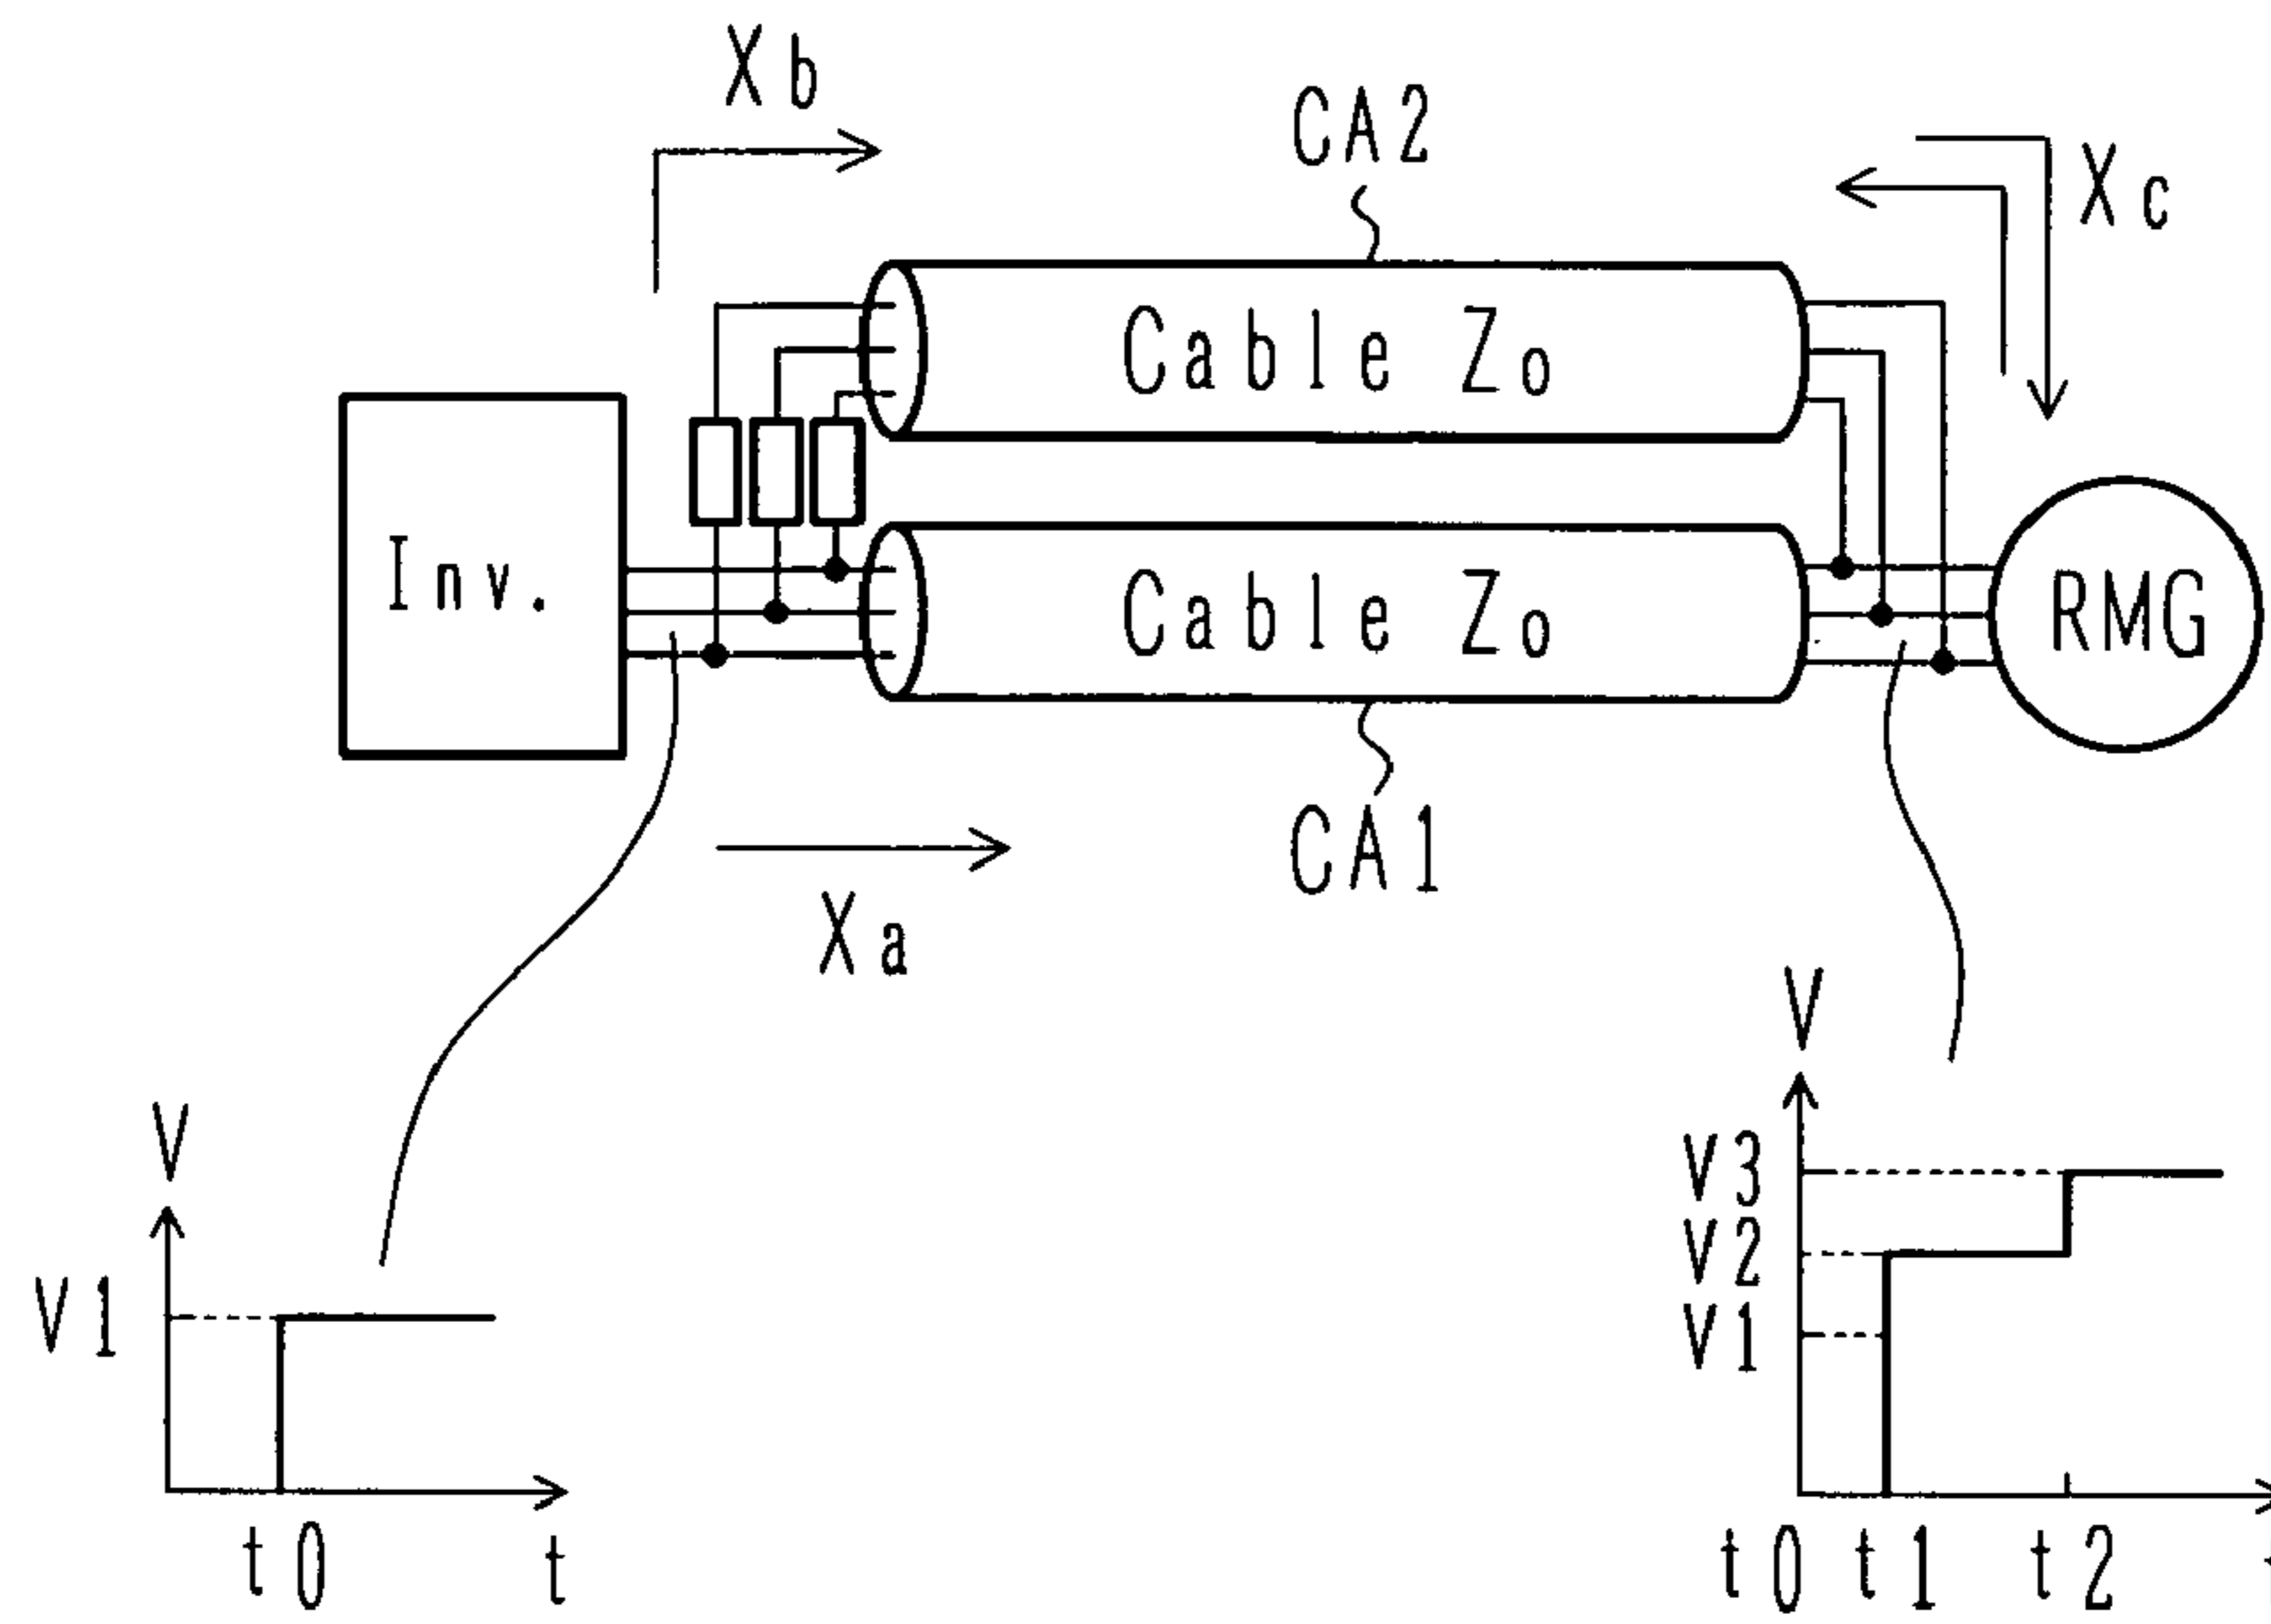 Xb
CA2
Xc
Cable Zo
Inv.
Cable Zo
RMG
CA1
Xa
V
V1
t0
t
V
V3
V2
V1
t0
t1
t2